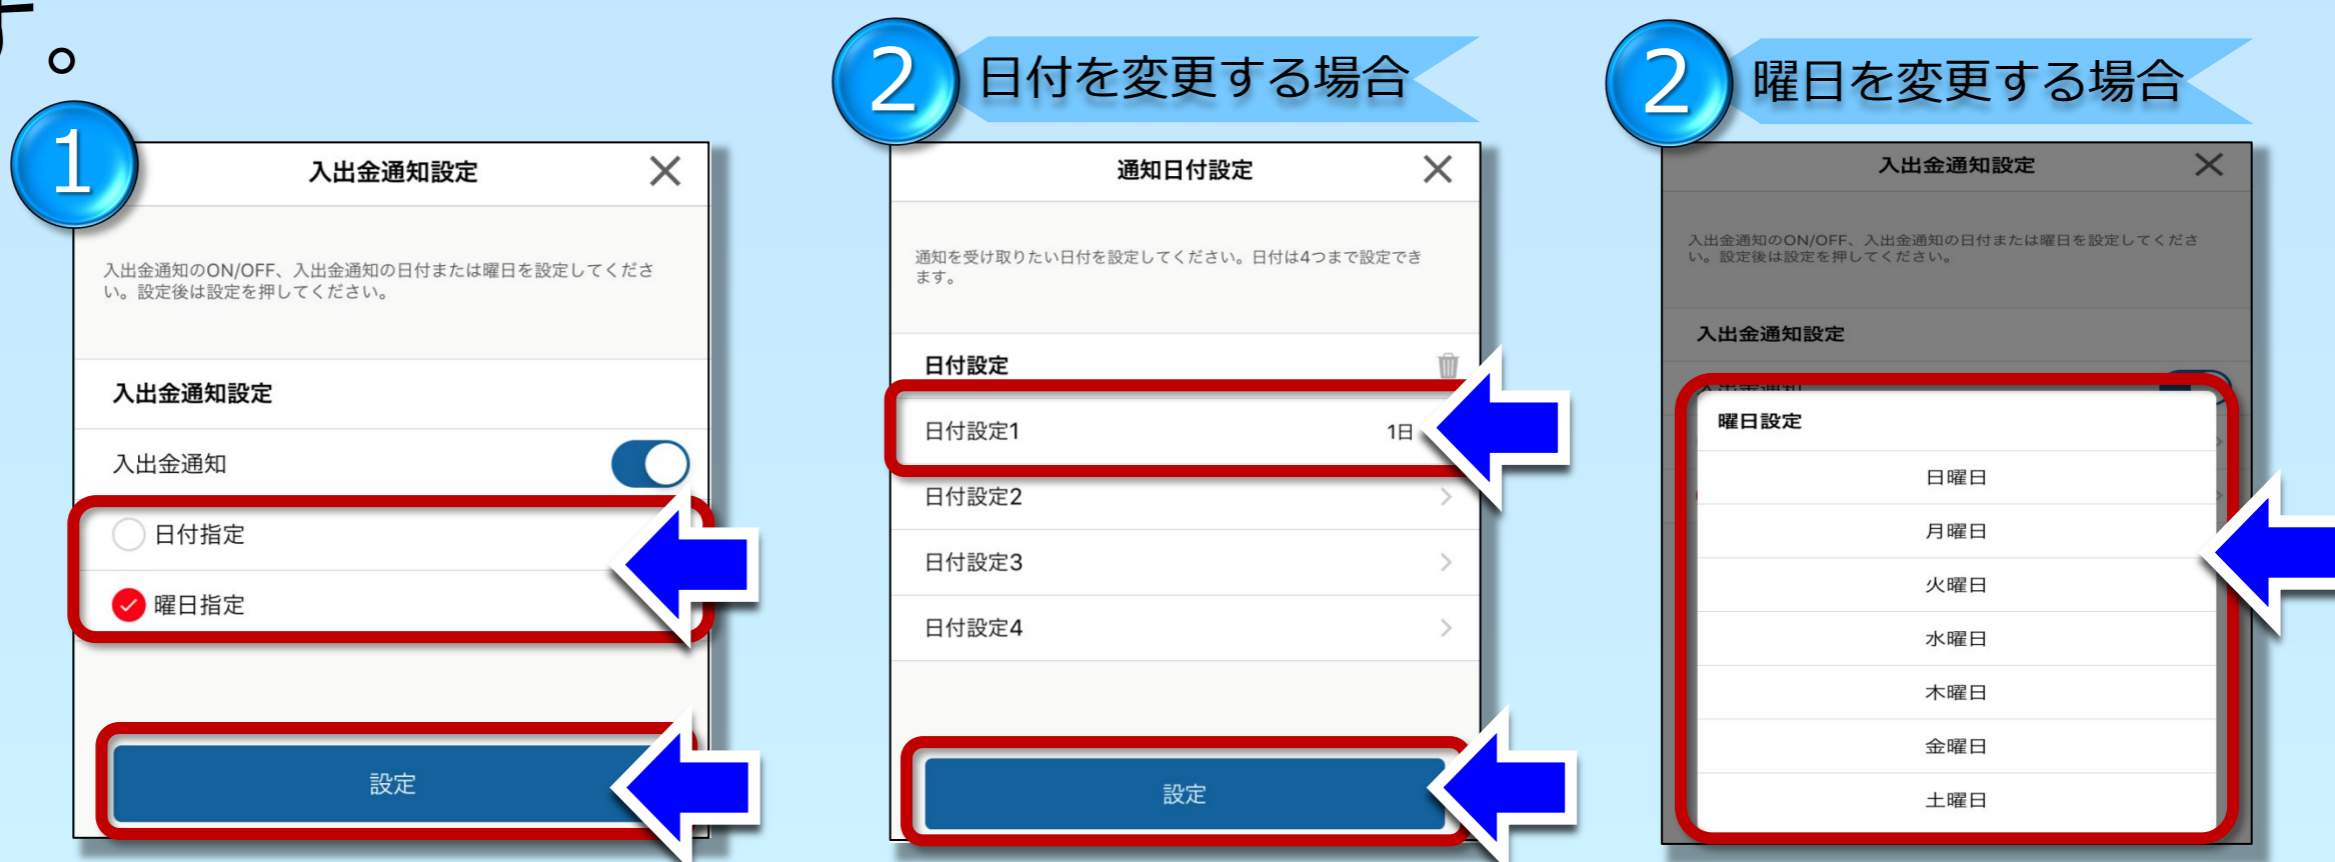 す。
1
入出金通知設定
入出金通知のON/OFF、入出金通知の日付または曜日を設定してくださ
い。設定後は設定を押してください。
入出金通知設定
入出金通知
日付指定
曜日指定
設定
2
日付を変更する場合
通知日付設定
通知を受け取りたい日付を設定してください。日付は4つまで設定でき
ます。
日付設定
日付設定1
1日
日付設定2
日付設定3
日付設定4
設定
2
曜日を変更する場合
入出金通知設定
入出金通知のON/OFF、入出金通知の日付または曜日を設定してくださ
い。設定後は設定を押してください。
入出金通知設定
入出金通知
曜日設定
日曜日
月曜日
火曜日
水曜日
木曜日
金曜日
土曜日